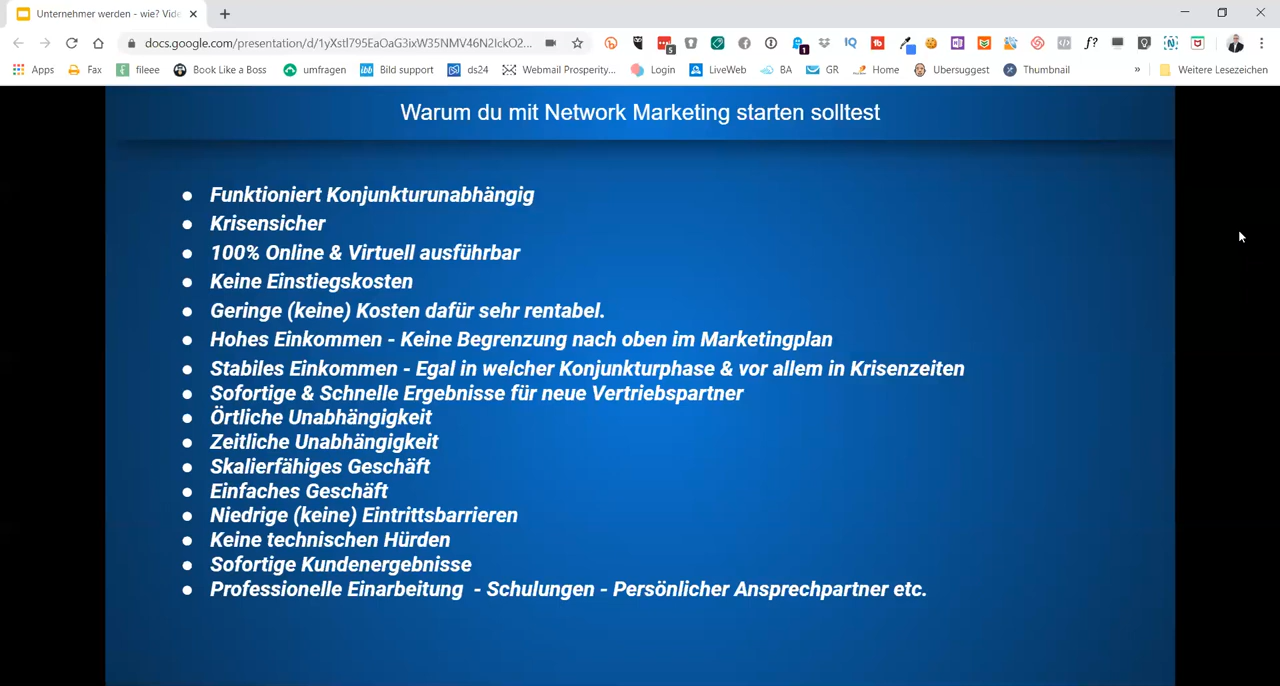 Unternehmer werden - wie? Vide
docs.google.com/presentation/d/1yXstI795EaOaG3ixW35NMV46N2IckO2...
5
1
IQ
f?
Apps
Fax
fileee
Book Like a Boss
umfragen
Bild support
ds24
Webmail Prosperity...
Login
LiveWeb
BA
GR
Home
Ubersuggest
Thumbnail
»
Weitere Lesezeichen
Warum du mit Network Marketing starten solltest
● Funktioniert Konjunkturunabhängig
● Krisensicher
● 100% Online & Virtuell ausführbar
● Keine Einstiegskosten
● Geringe (keine) Kosten dafür sehr rentabel.
● Hohes Einkommen - Keine Begrenzung nach oben im Marketingplan
● Stabiles Einkommen - Egal in welcher Konjunkturphase & vor allem in Krisenzeiten
● Sofortige & Schnelle Ergebnisse für neue Vertriebspartner
● Örtliche Unabhängigkeit
● Zeitliche Unabhängigkeit
● Skalierfähiges Geschäft
● Einfaches Geschäft
● Niedrige (keine) Eintrittsbarrieren
● Keine technischen Hürden
● Sofortige Kundenergebnisse
● Professionelle Einarbeitung - Schulungen - Persönlicher Ansprechpartner etc.